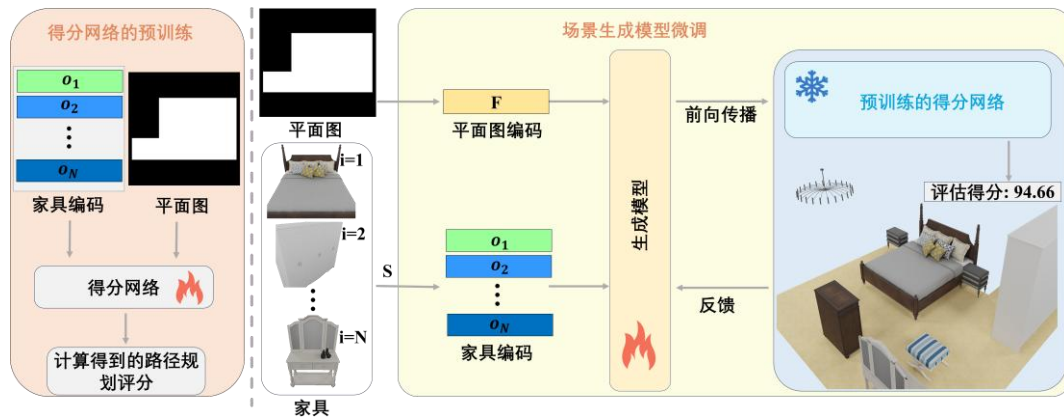 得分网络的预训练
o₁
o₂
o_N
家具编码
平面图
得分网络
计算得到的路径规
划评分
平面图
i=1
i=2
i=N
家具
S
场景生成模型微调
F
平面图编码
o₁
o₂
o_N
家具编码
生成模型
前向传播
反馈
预训练的得分网络
评估得分: 94.66